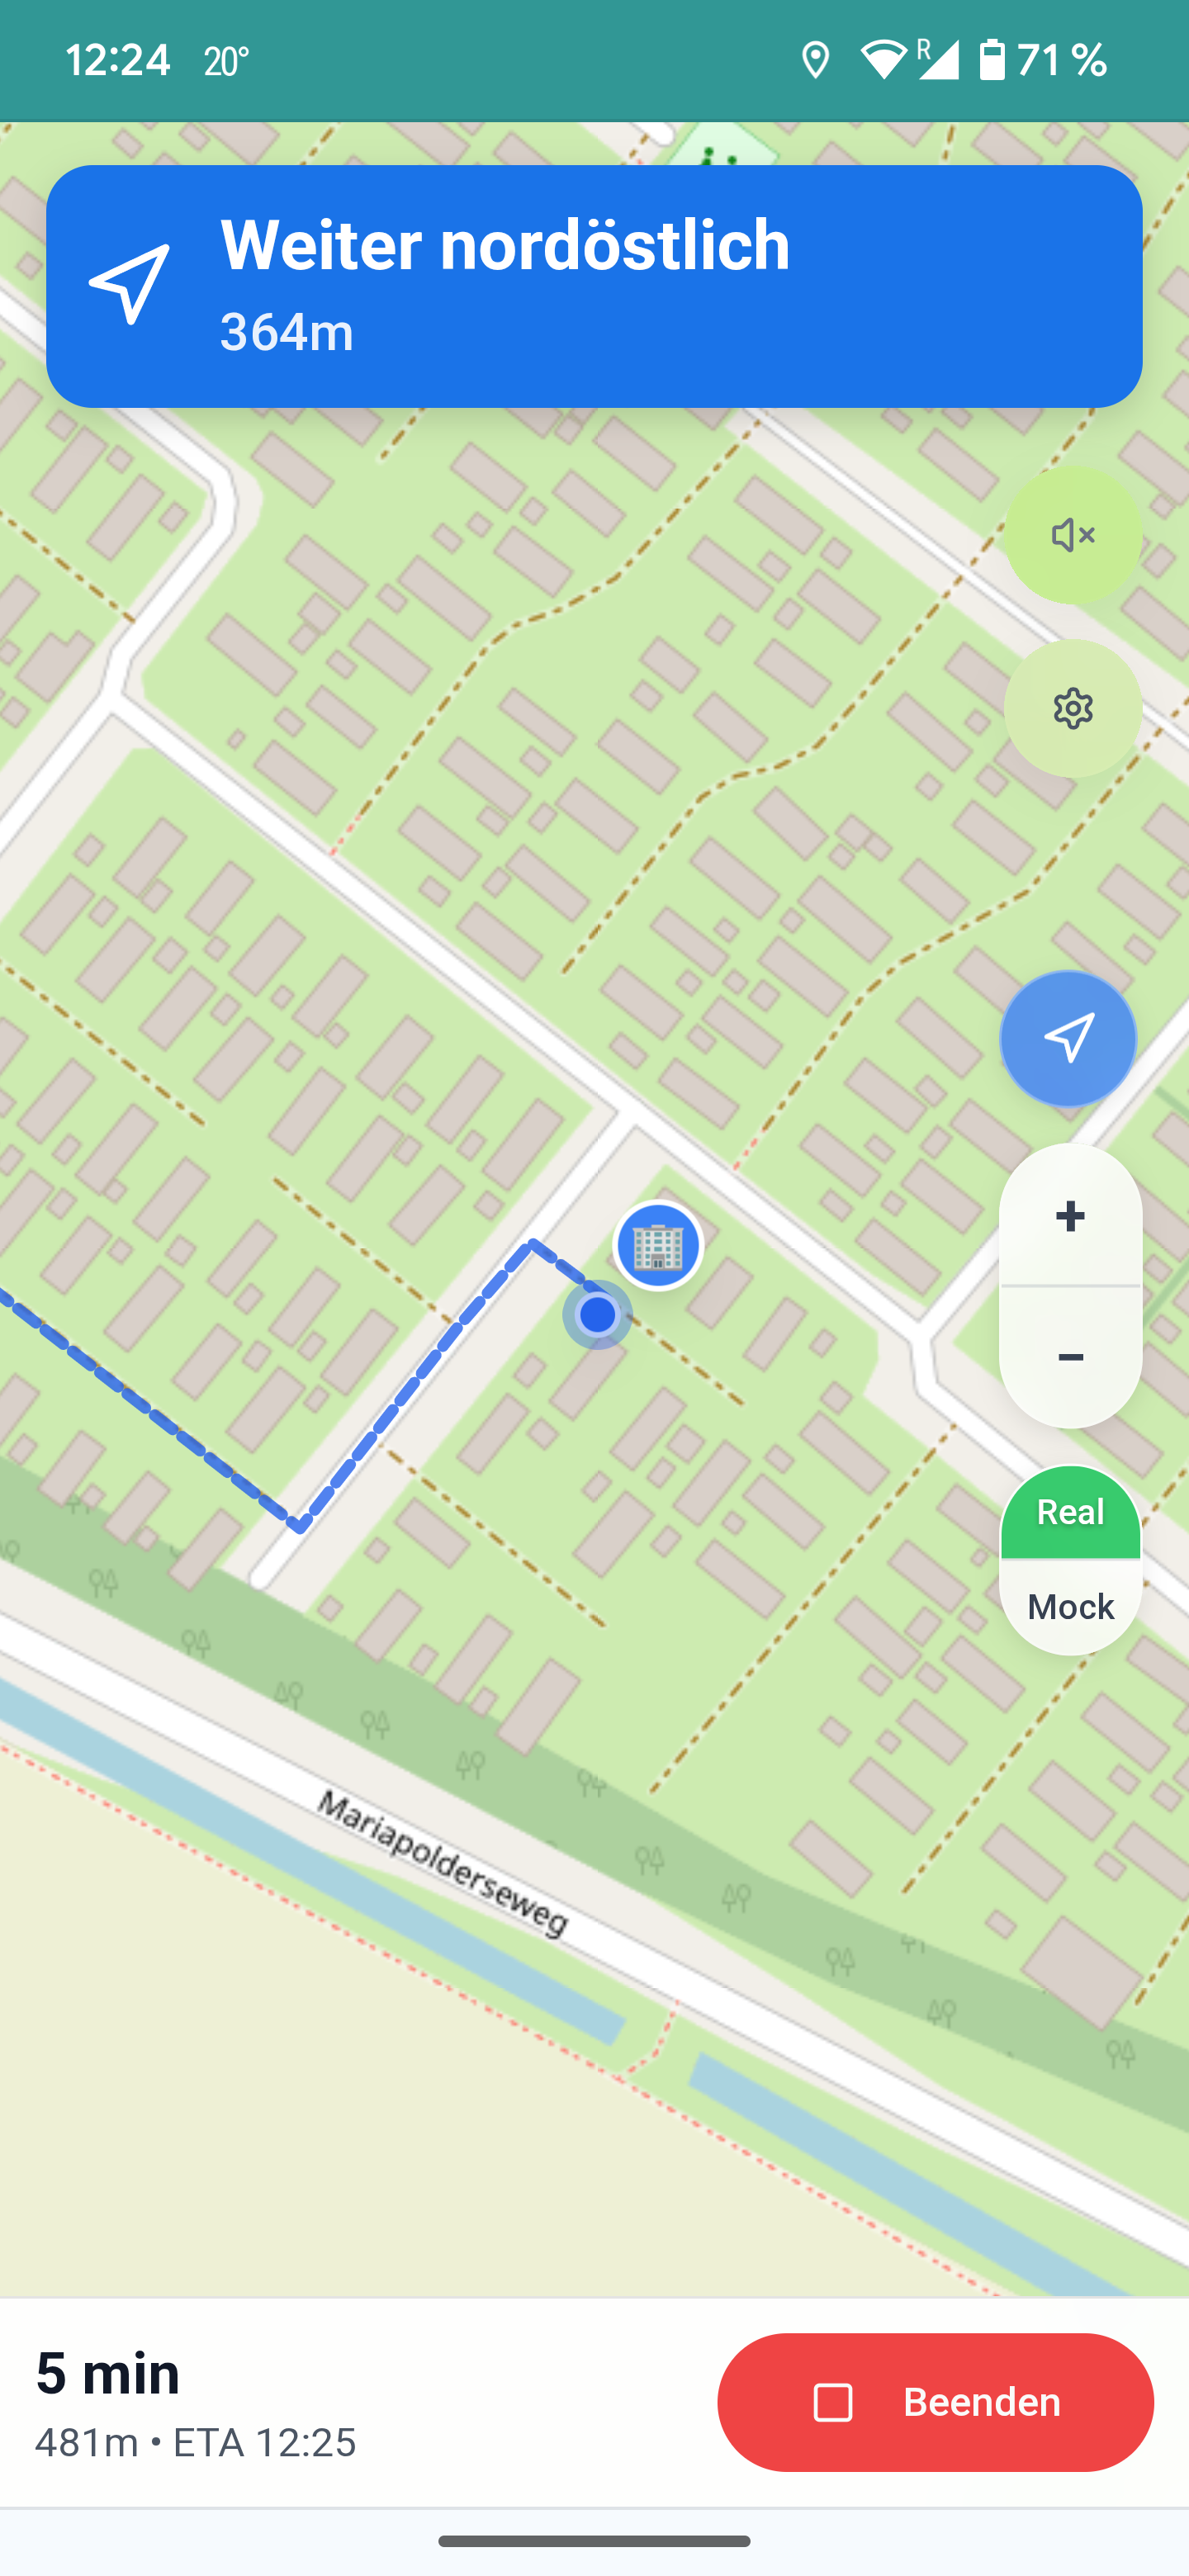 12:24 20° R 71 %
Weiter nordöstlich
364m
+
−
Real
Mock
Mariapolderseweg
5 min
481m • ETA 12:25
Beenden